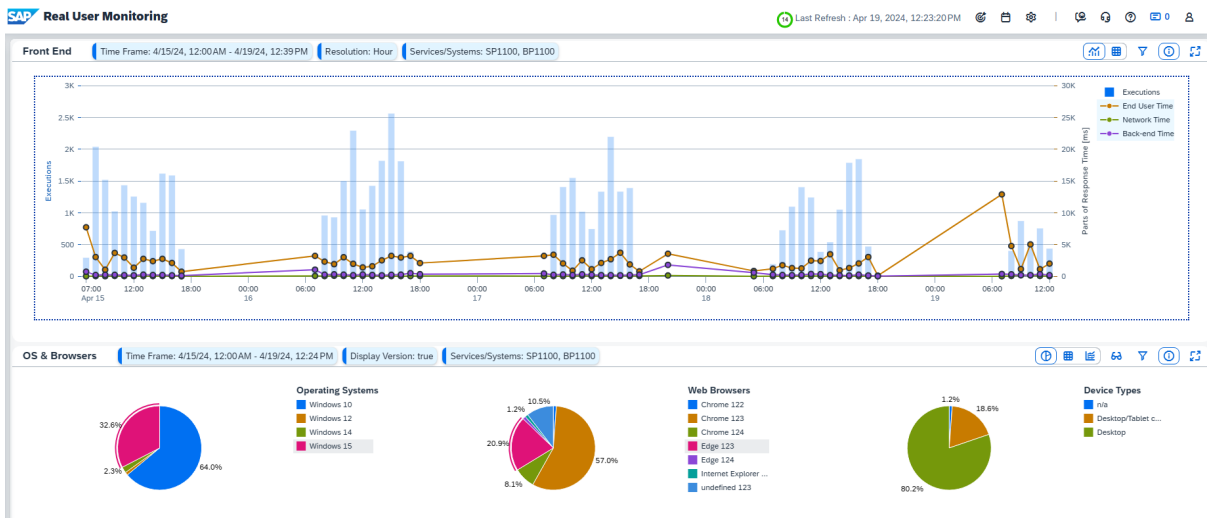 SAP Real User Monitoring
14 Last Refresh : Apr 19, 2024, 12:23:20 PM 0
Front End Time Frame: 4/15/24, 12:00 AM - 4/19/24, 12:39 PM Resolution: Hour Services/Systems: SP1100, BP1100
3K
2.5K
2K
1.5K
1K
500
0
Executions
30K
25K
20K
15K
10K
5K
0
Parts of Response Time [ms]
Executions
End User Time
Network Time
Back-end Time
07:00 12:00 18:00 00:00 06:00 12:00 18:00 00:00 06:00 12:00 18:00 00:00 06:00 12:00 18:00 00:00 06:00 12:00
Apr 15 16 17 18 19
OS & Browsers Time Frame: 4/15/24, 12:00 AM - 4/19/24, 12:24 PM Display Version: true Services/Systems: SP1100, BP1100
32.6%
2.3%
64.0%
Operating Systems
Windows 10
Windows 12
Windows 14
Windows 15
10.5%
1.2%
20.9%
57.0%
8.1%
Web Browsers
Chrome 122
Chrome 123
Chrome 124
Edge 123
Edge 124
Internet Explorer ...
undefined 123
1.2%
18.6%
80.2%
Device Types
n/a
Desktop/Tablet c...
Desktop